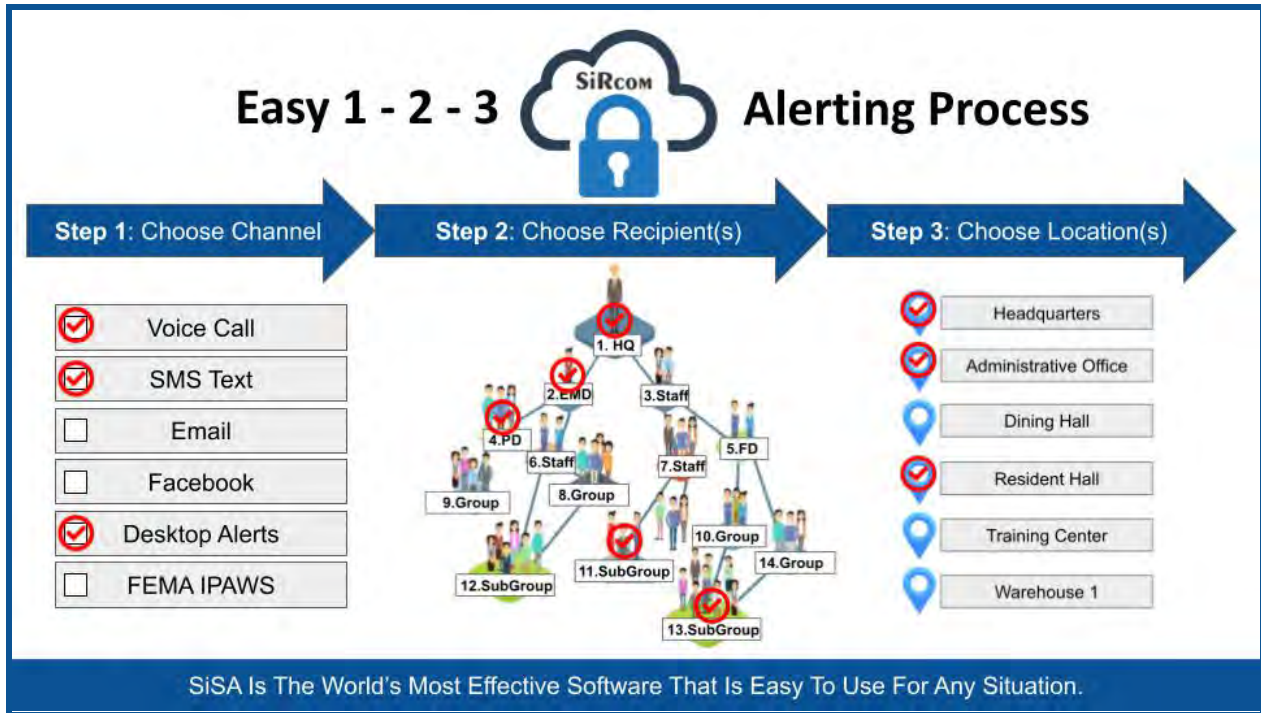 SiRcom
Easy 1 - 2 - 3
Alerting Process
Step 1: Choose Channel
Step 2: Choose Recipient(s)
Step 3: Choose Location(s)
Voice Call
SMS Text
Email
Facebook
Desktop Alerts
FEMA IPAWS
1. HQ
2.EMD
3.Staff
4.PD
5.FD
6.Staff
7.Staff
8.Group
9.Group
10.Group
14.Group
11.SubGroup
12.SubGroup
13.SubGroup
Headquarters
Administrative Office
Dining Hall
Resident Hall
Training Center
Warehouse 1
SiSA Is The World's Most Effective Software That Is Easy To Use For Any Situation.